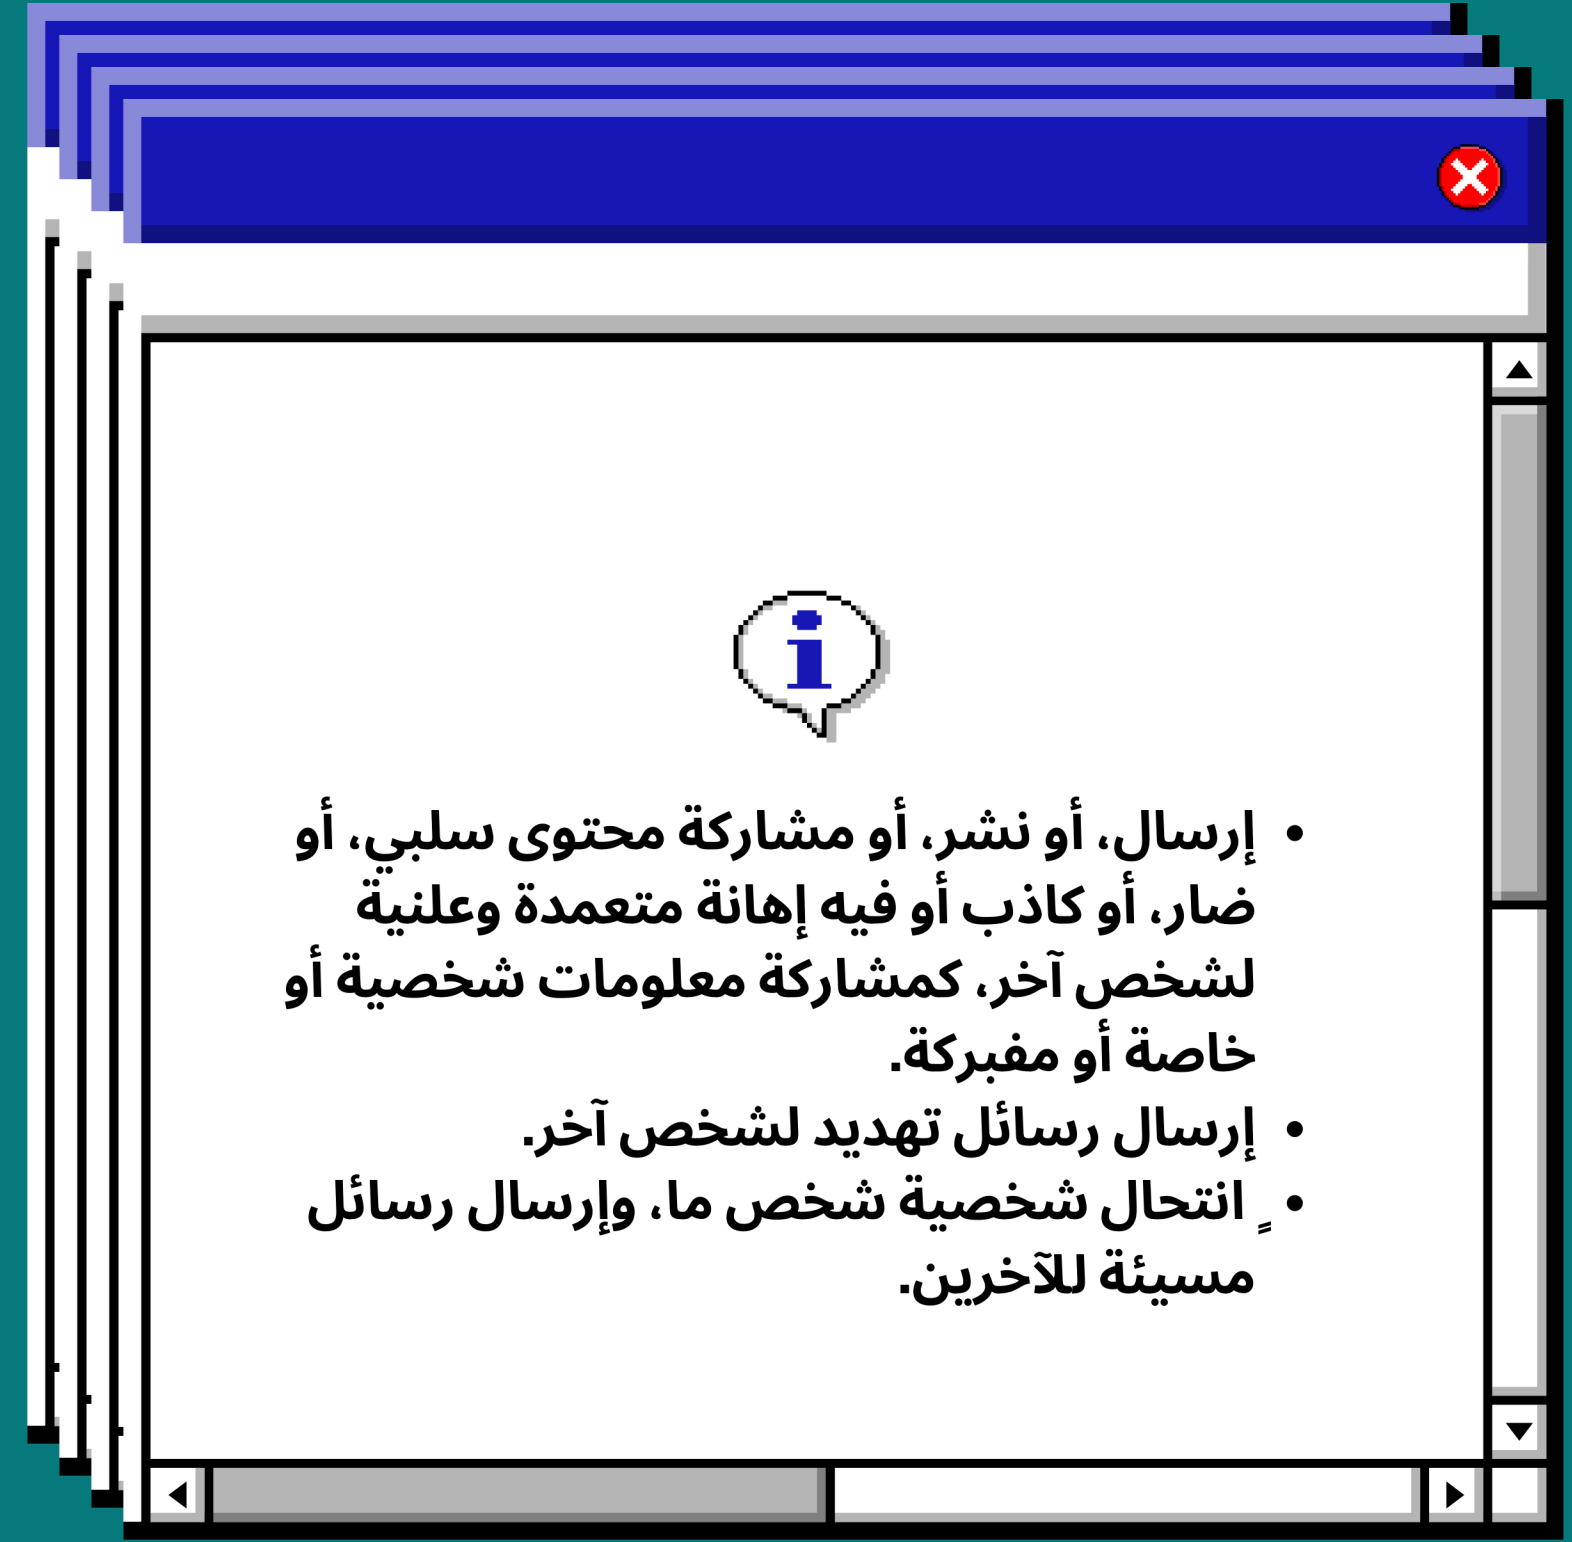 • إرسال، أو نشر، أو مشاركة محتوى سلبي، أو
ضار، أو كاذب أو فيه إهانة متعمدة وعلنية
لشخص آخر، كمشاركة معلومات شخصية أو
خاصة أو مفبركة.
• إرسال رسائل تهديد لشخص آخر.
• ٍ انتحال شخصية شخص ما، وإرسال رسائل
مسيئة للآخرين.